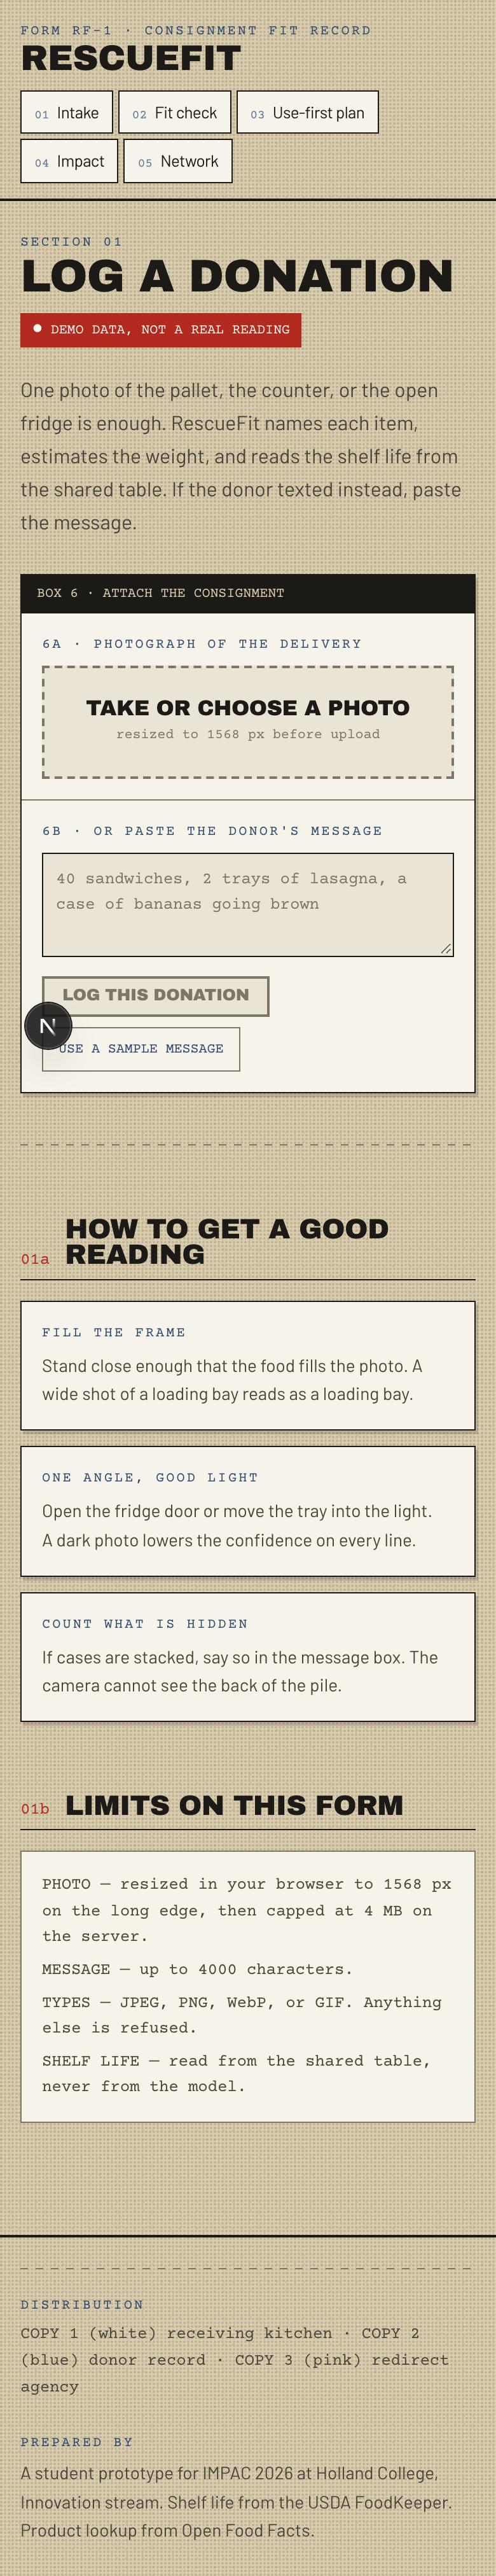 FORM RF-1 · CONSIGNMENT FIT RECORD
RESCUEFIT
01 Intake
02 Fit check
03 Use-first plan
04 Impact
05 Network
SECTION 01
LOG A DONATION
DEMO DATA, NOT A REAL READING
One photo of the pallet, the counter, or the open
fridge is enough. RescueFit names each item,
estimates the weight, and reads the shelf life from
the shared table. If the donor texted instead, paste
the message.
BOX 6 · ATTACH THE CONSIGNMENT
6A · PHOTOGRAPH OF THE DELIVERY
TAKE OR CHOOSE A PHOTO
resized to 1568 px before upload
6B · OR PASTE THE DONOR'S MESSAGE
40 sandwiches, 2 trays of lasagna, a
case of bananas going brown
LOG THIS DONATION
N
USE A SAMPLE MESSAGE
01a HOW TO GET A GOOD
READING
FILL THE FRAME
Stand close enough that the food fills the photo. A
wide shot of a loading bay reads as a loading bay.
ONE ANGLE, GOOD LIGHT
Open the fridge door or move the tray into the light.
A dark photo lowers the confidence on every line.
COUNT WHAT IS HIDDEN
If cases are stacked, say so in the message box. The
camera cannot see the back of the pile.
01b LIMITS ON THIS FORM
PHOTO — resized in your browser to 1568 px
on the long edge, then capped at 4 MB on
the server.
MESSAGE — up to 4000 characters.
TYPES — JPEG, PNG, WebP, or GIF. Anything
else is refused.
SHELF LIFE — read from the shared table,
never from the model.
DISTRIBUTION
COPY 1 (white) receiving kitchen · COPY 2
(blue) donor record · COPY 3 (pink) redirect
agency
PREPARED BY
A student prototype for IMPAC 2026 at Holland College,
Innovation stream. Shelf life from the USDA FoodKeeper.
Product lookup from Open Food Facts.